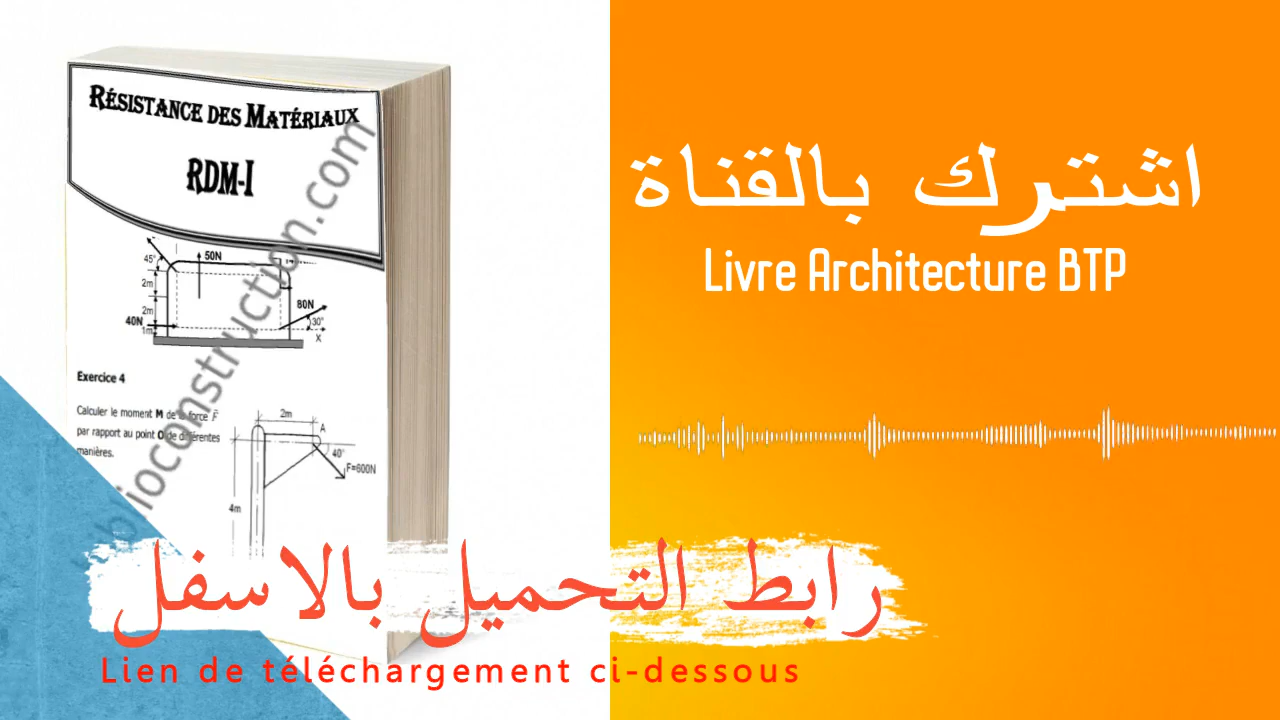 RÉSISTANCE DES MATÉRIAUX
RDM-I
biblioconstruction.com
45°
50N
2m
2m
80N
40N
30°
1m
X
Exercice 4
Calculer le moment M de la force F
par rapport au point O de différentes
manières.
2m
A
40°
F=600N
4m
اشترك بالقناة
Livre Architecture BTP
رابط التحميل بالاسفل
Lien de téléchargement ci-dessous